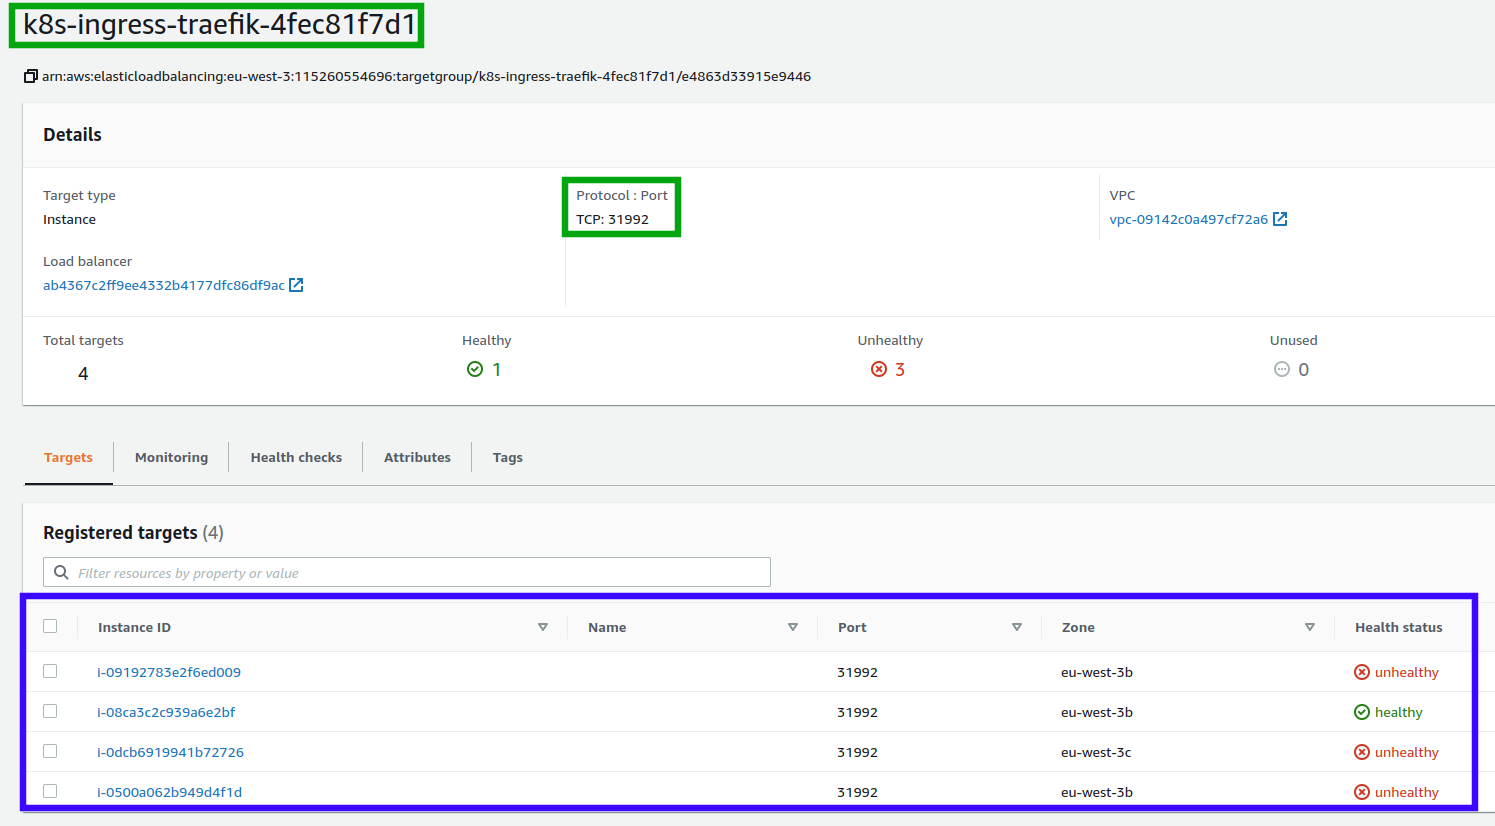 k8s-ingress-traefik-4fec81f7d1
arn:aws:elasticloadbalancing:eu-west-3:115260554696:targetgroup/k8s-ingress-traefik-4fec81f7d1/e4863d33915e9446
Details
Target type
Instance
Protocol : Port
TCP: 31992
VPC
vpc-09142c0a497cf72a6
Load balancer
ab4367c2ff9ee4332b4177dfc86df9ac
Total targets
4
Healthy
1
Unhealthy
3
Unused
0
Targets Monitoring Health checks Attributes Tags
Registered targets (4)
Filter resources by property or value
Instance ID Name Port Zone Health status
i-09192783e2f6ed009 31992 eu-west-3b unhealthy
i-08ca3c2c939a6e2bf 31992 eu-west-3b healthy
i-0dcb6919941b72726 31992 eu-west-3c unhealthy
i-0500a062b949d4f1d 31992 eu-west-3b unhealthy